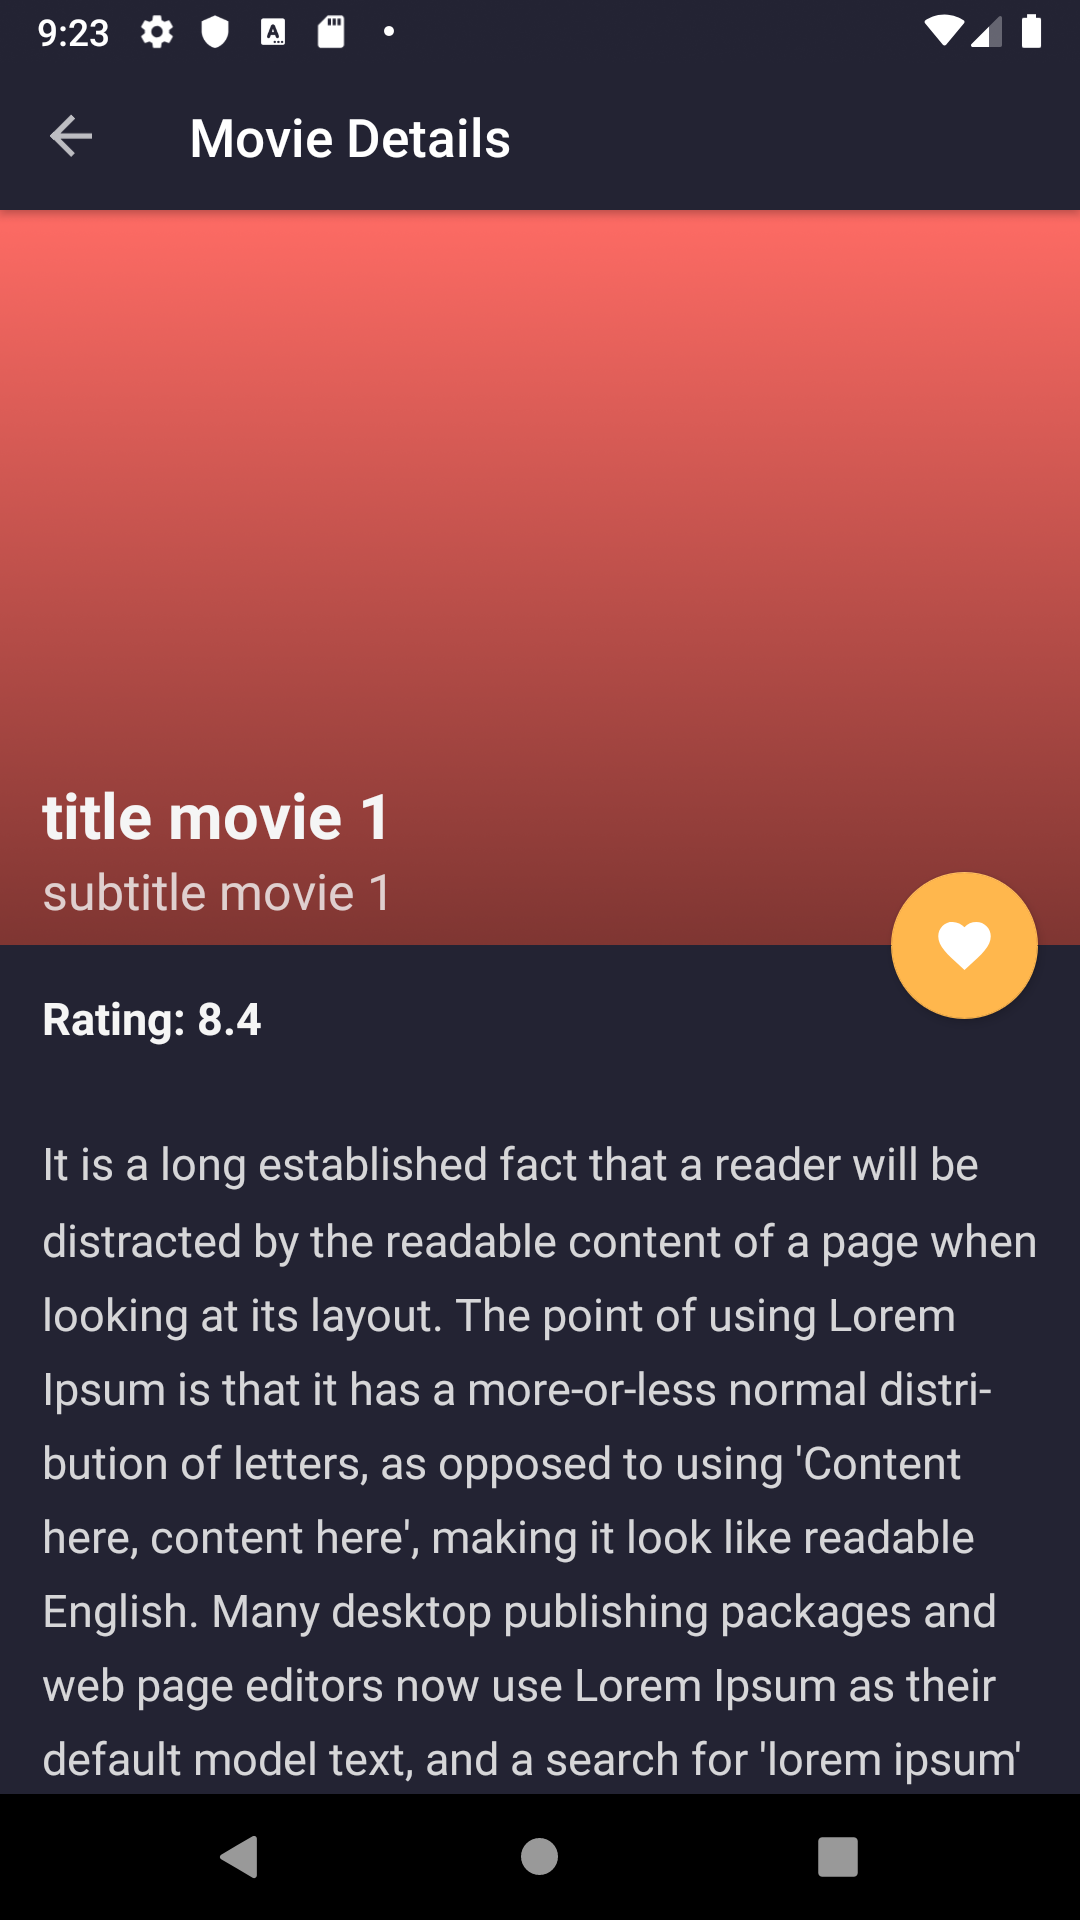 9:23
Movie Details
title movie 1
subtitle movie 1
Rating: 8.4
It is a long established fact that a reader will be
distracted by the readable content of a page when
looking at its layout. The point of using Lorem
Ipsum is that it has a more-or-less normal distri-
bution of letters, as opposed to using 'Content
here, content here', making it look like readable
English. Many desktop publishing packages and
web page editors now use Lorem Ipsum as their
default model text, and a search for 'lorem ipsum'